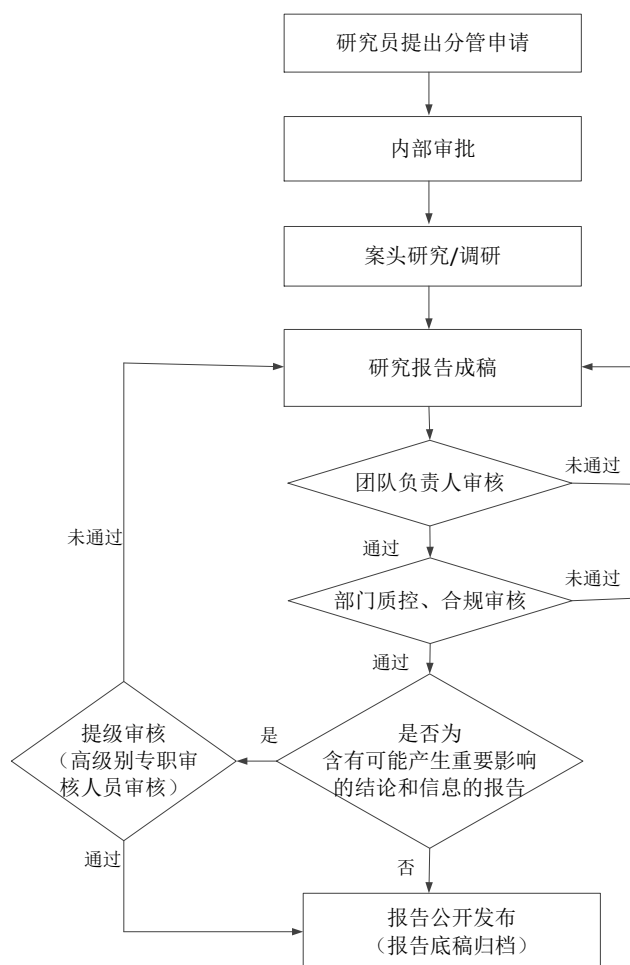 研究员提出分管申请
内部审批
案头研究/调研
研究报告成稿
团队负责人审核
未通过
未通过
通过
部门质控、合规审核
未通过
通过
提级审核
（高级别专职审
核人员审核）
是
是否为
含有可能产生重要影响
的结论和信息的报告
通过
否
报告公开发布
（报告底稿归档）